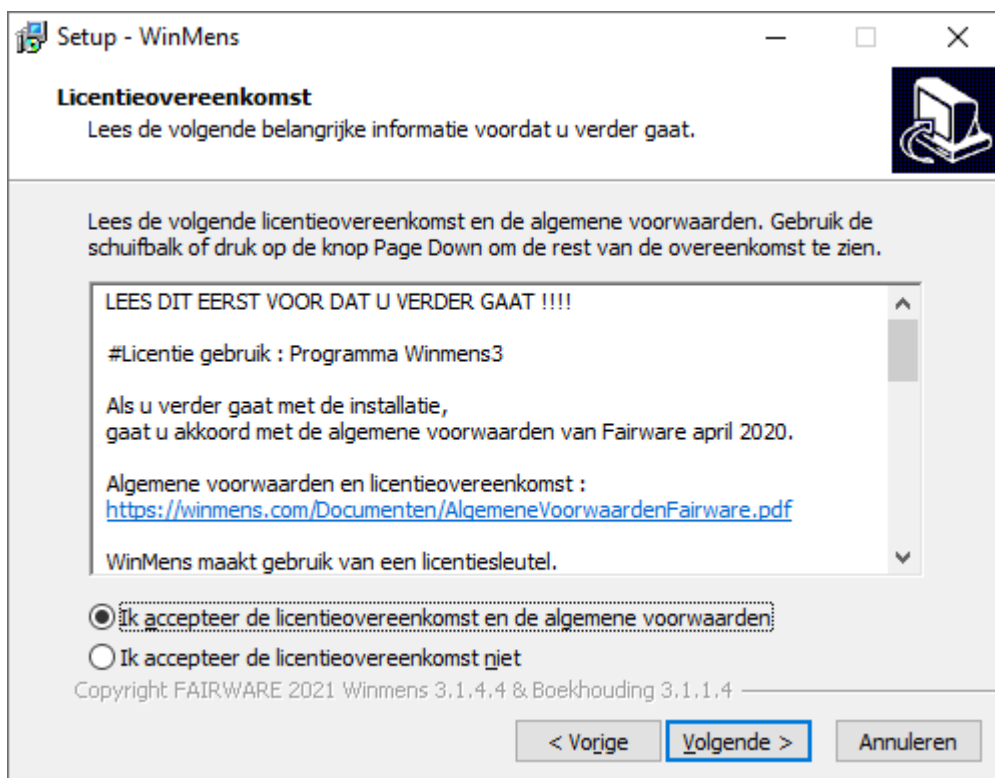 Setup - WinMens
Licentieovereenkomst
Lees de volgende belangrijke informatie voordat u verder gaat.
Lees de volgende licentieovereenkomst en de algemene voorwaarden. Gebruik de
schuifbalk of druk op de knop Page Down om de rest van de overeenkomst te zien.
LEES DIT EERST VOOR DAT U VERDER GAAT !!!!
#Licentie gebruik : Programma Winmens3
Als u verder gaat met de installatie,
gaat u akkoord met de algemene voorwaarden van Fairware april 2020.
Algemene voorwaarden en licentieovereenkomst :
https://winmens.com/Documenten/AlgemeneVoorwaardenFairware.pdf
WinMens maakt gebruik van een licentiesleutel.
Ik accepteer de licentieovereenkomst en de algemene voorwaarden
Ik accepteer de licentieovereenkomst niet
Copyright FAIRWARE 2021 Winmens 3.1.4.4 & Boekhouding 3.1.1.4
< Vorige Volgende > Annuleren